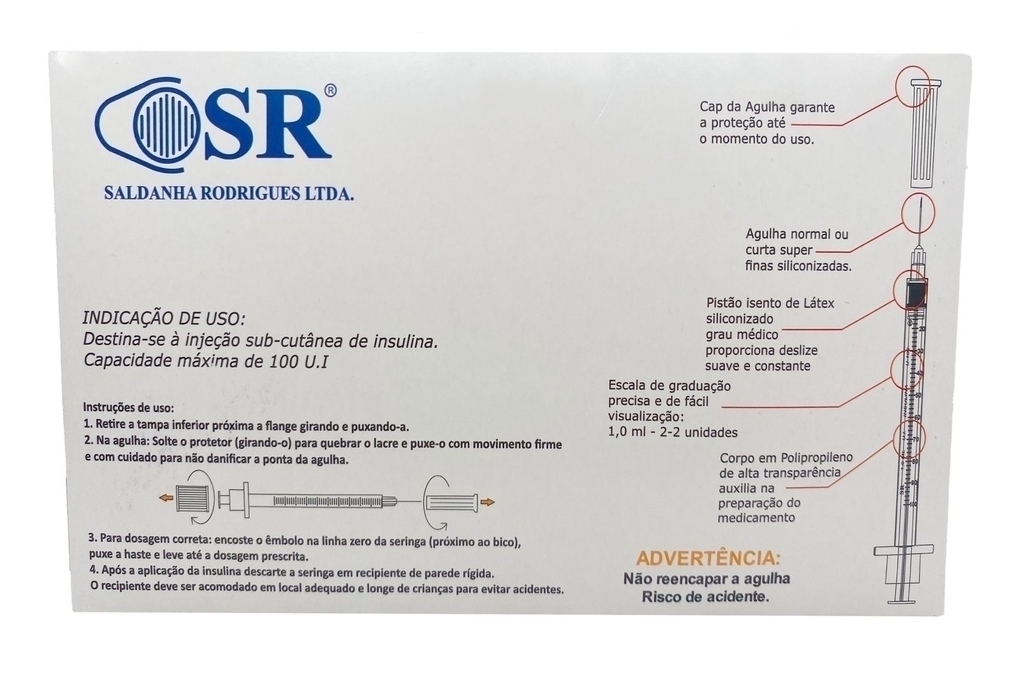 SR®
SALDANHA RODRIGUES LTDA.
INDICAÇÃO DE USO:
Destina-se à injeção sub-cutânea de insulina.
Capacidade máxima de 100 U.I
Instruções de uso:
1. Retire a tampa inferior próxima a flange girando e puxando-a.
2. Na agulha: Solte o protetor (girando-o) para quebrar o lacre e puxe-o com movimento firme
e com cuidado para não danificar a ponta da agulha.
3. Para dosagem correta: encoste o êmbolo na linha zero da seringa (próximo ao bico),
puxe a haste e leve até a dosagem prescrita.
4. Após a aplicação da insulina descarte a seringa em recipiente de parede rígida.
O recipiente deve ser acomodado em local adequado e longe de crianças para evitar acidentes.
Cap da Agulha garante
a proteção até
o momento do uso.
Agulha normal ou
curta super
finas siliconizadas.
Pistão isento de Látex
siliconizado
grau médico
proporciona deslize
suave e constante
Escala de graduação
precisa e de fácil
visualização:
1,0 ml - 2-2 unidades
Corpo em Polipropileno
de alta transparência
auxilia na
preparação do
medicamento
ADVERTÊNCIA:
Não reencapar a agulha
Risco de acidente.